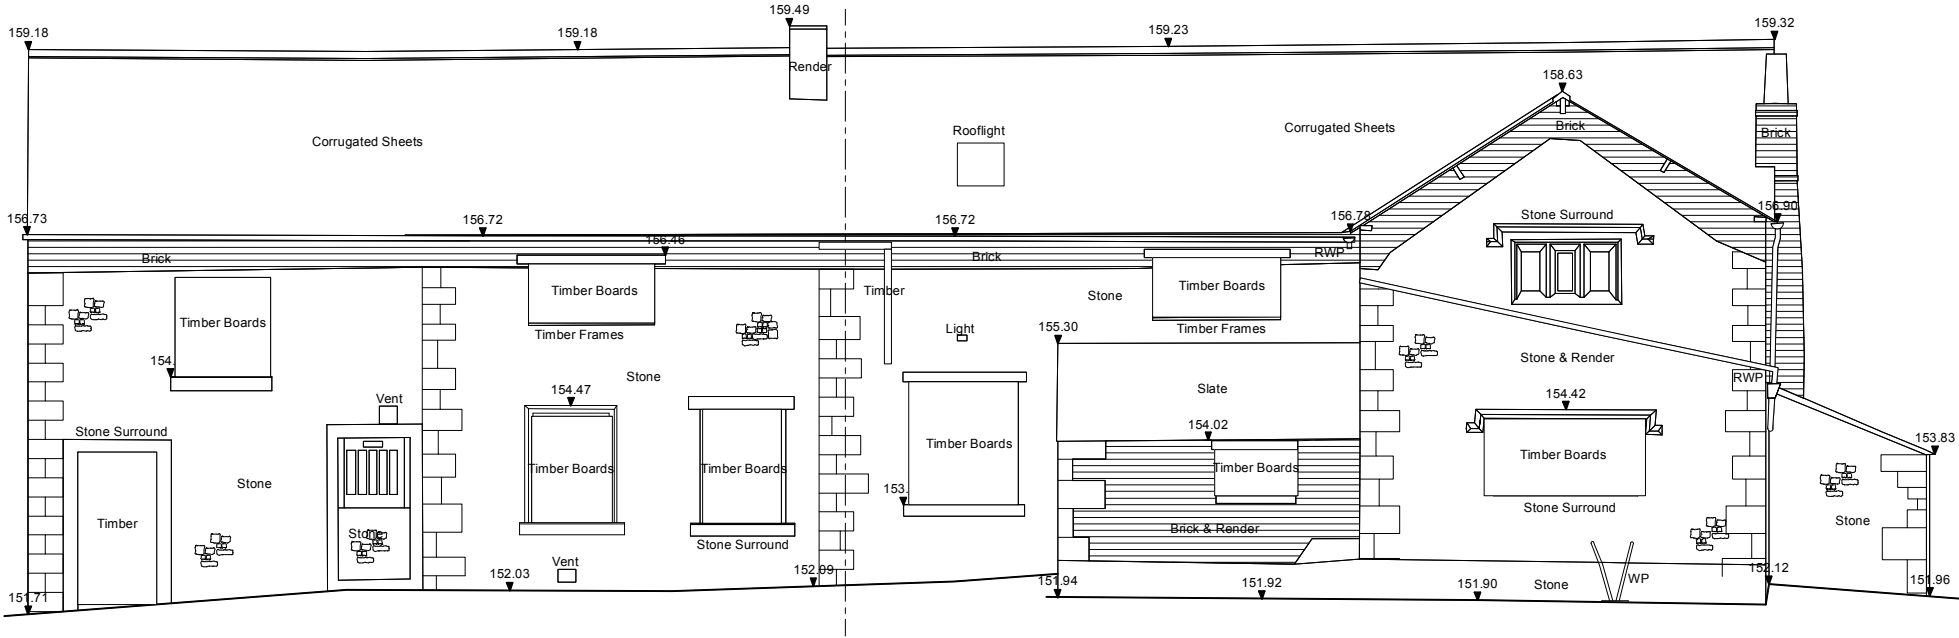 159.49
159.18
159.18
159.23
159.32
Render
158.63
Brick
Brick
Corrugated Sheets
Rooflight
Corrugated Sheets
156.73
156.72
156.72
156.78
156.90
Stone Surround
156.46
Brick
Brick
RWP
Timber Boards
Timber
Stone
Timber Boards
Timber Boards
Timber Frames
Light
155.30
Timber Frames
154.
Stone
Stone & Render
RWP
Slate
Vent
154.47
154.42
Stone Surround
154.02
153.83
Timber Boards
Timber Boards
Timber Boards
Timber Boards
Timber Boards
Stone
153.
Stone Surround
Timber
Stone
Brick & Render
Stone
Stone Surround
Vent
152.03
152.09
151.71
151.94
151.92
151.90
Stone
WP
152.12
151.96